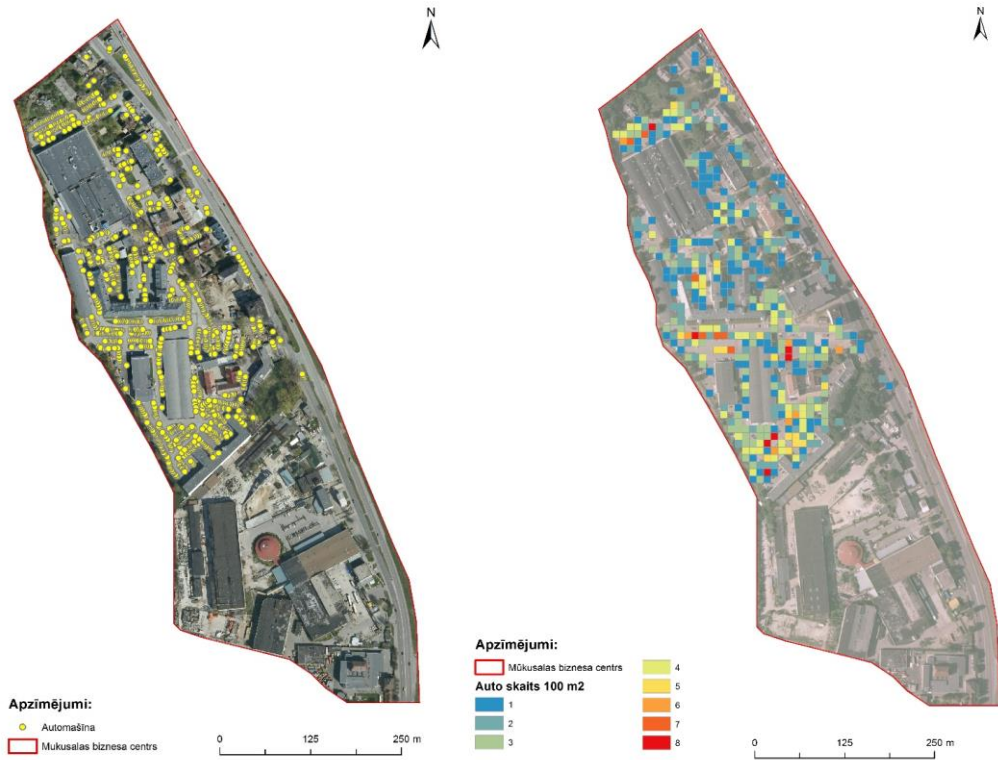 N
Apzīmējumi:
Automašīna
Mukusalas biznesa centrs
0 125 250 m
N
Apzīmējumi:
Mūkusalas biznesa centrs
Auto skaits 100 m2
1
2
3
4
5
6
7
8
0 125 250 m